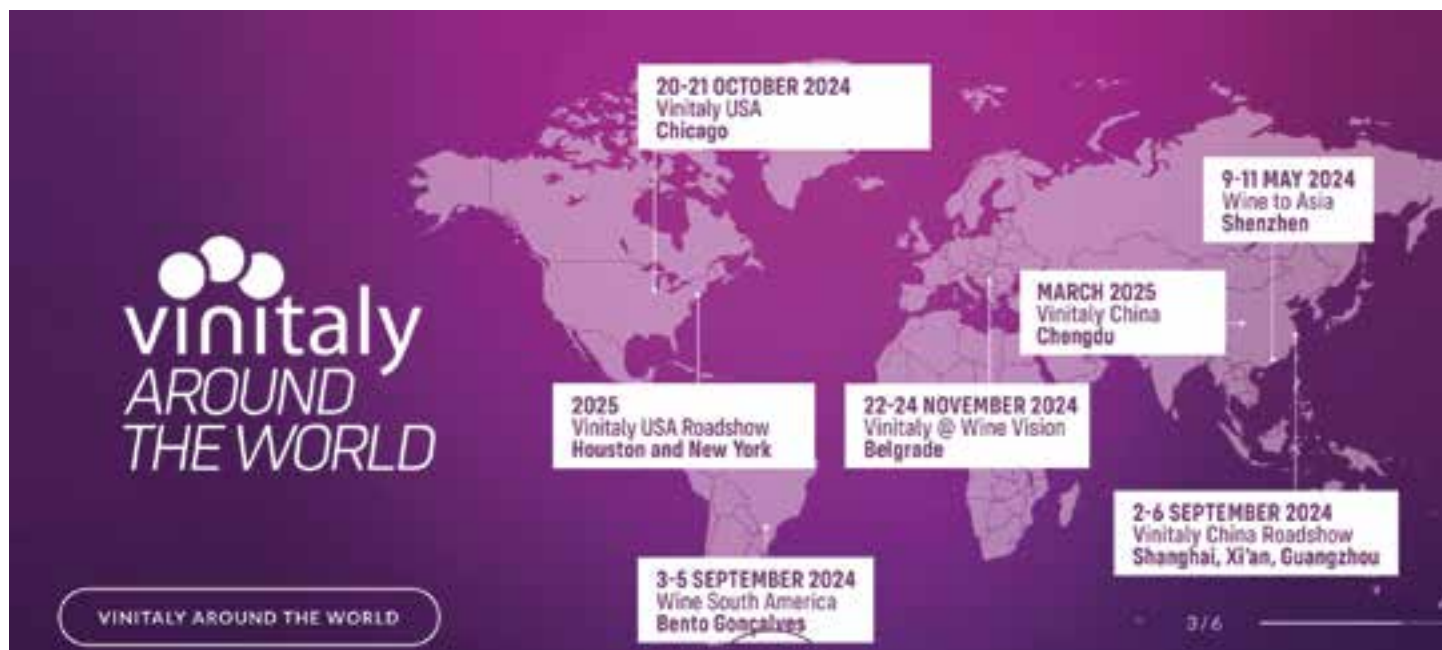 20-21 OCTOBER 2024
Vinitaly USA
Chicago
9-11 MAY 2024
Wine to Asia
Shenzhen
MARCH 2025
Vinitaly China
Chengdu
vinitaly
AROUND
THE WORLD
2025
Vinitaly USA Roadshow
Houston and New York
22-24 NOVEMBER 2024
Vinitaly @ Wine Vision
Belgrade
2-6 SEPTEMBER 2024
Vinitaly China Roadshow
Shanghai, Xi'an, Guangzhou
3-5 SEPTEMBER 2024
Wine South America
Bento Gonçalves
VINITALY AROUND THE WORLD
3/6